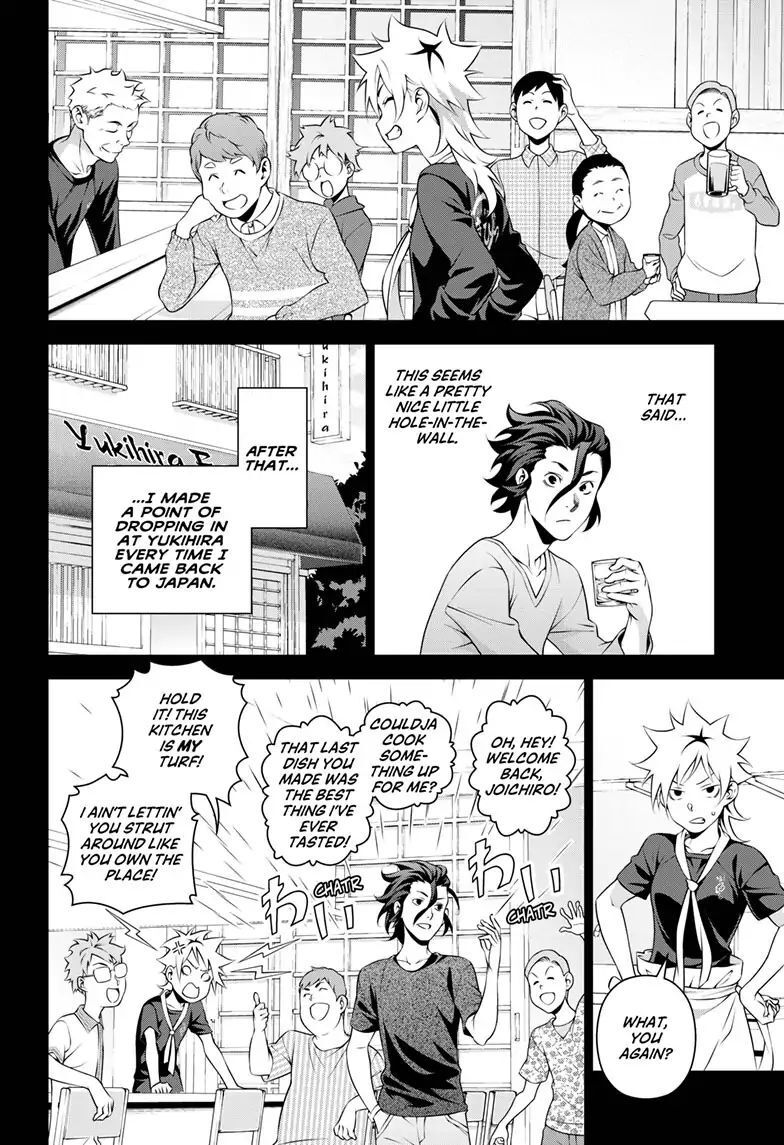 THAT
SAID...
THIS
SEEMS
LIKE A
PRETTY
NICE LITTLE
HOLE-IN-THE-
WALL.
Yukihira
Yukihira
AFTER
THAT...
...I MADE
A POINT OF
DROPPING IN
AT YUKIHIRA
EVERY TIME I
CAME BACK
TO JAPAN.
WHAT,
YOU
AGAIN?
OH, HEY!
WELCOME
BACK,
JOICHIRO!
COULDJA
COOK
SOME-
THING UP
FOR ME?
THAT LAST
DISH YOU
MADE WAS
THE BEST
THING I'VE
EVER
TASTED!
わいい
CHATR
わいい
CHATR
HOLD
IT! THIS
KITCHEN
IS MY
TURF!
I AIN'T LETTIN'
YOU STRUT
AROUND LIKE
YOU OWN THE
PLACE!